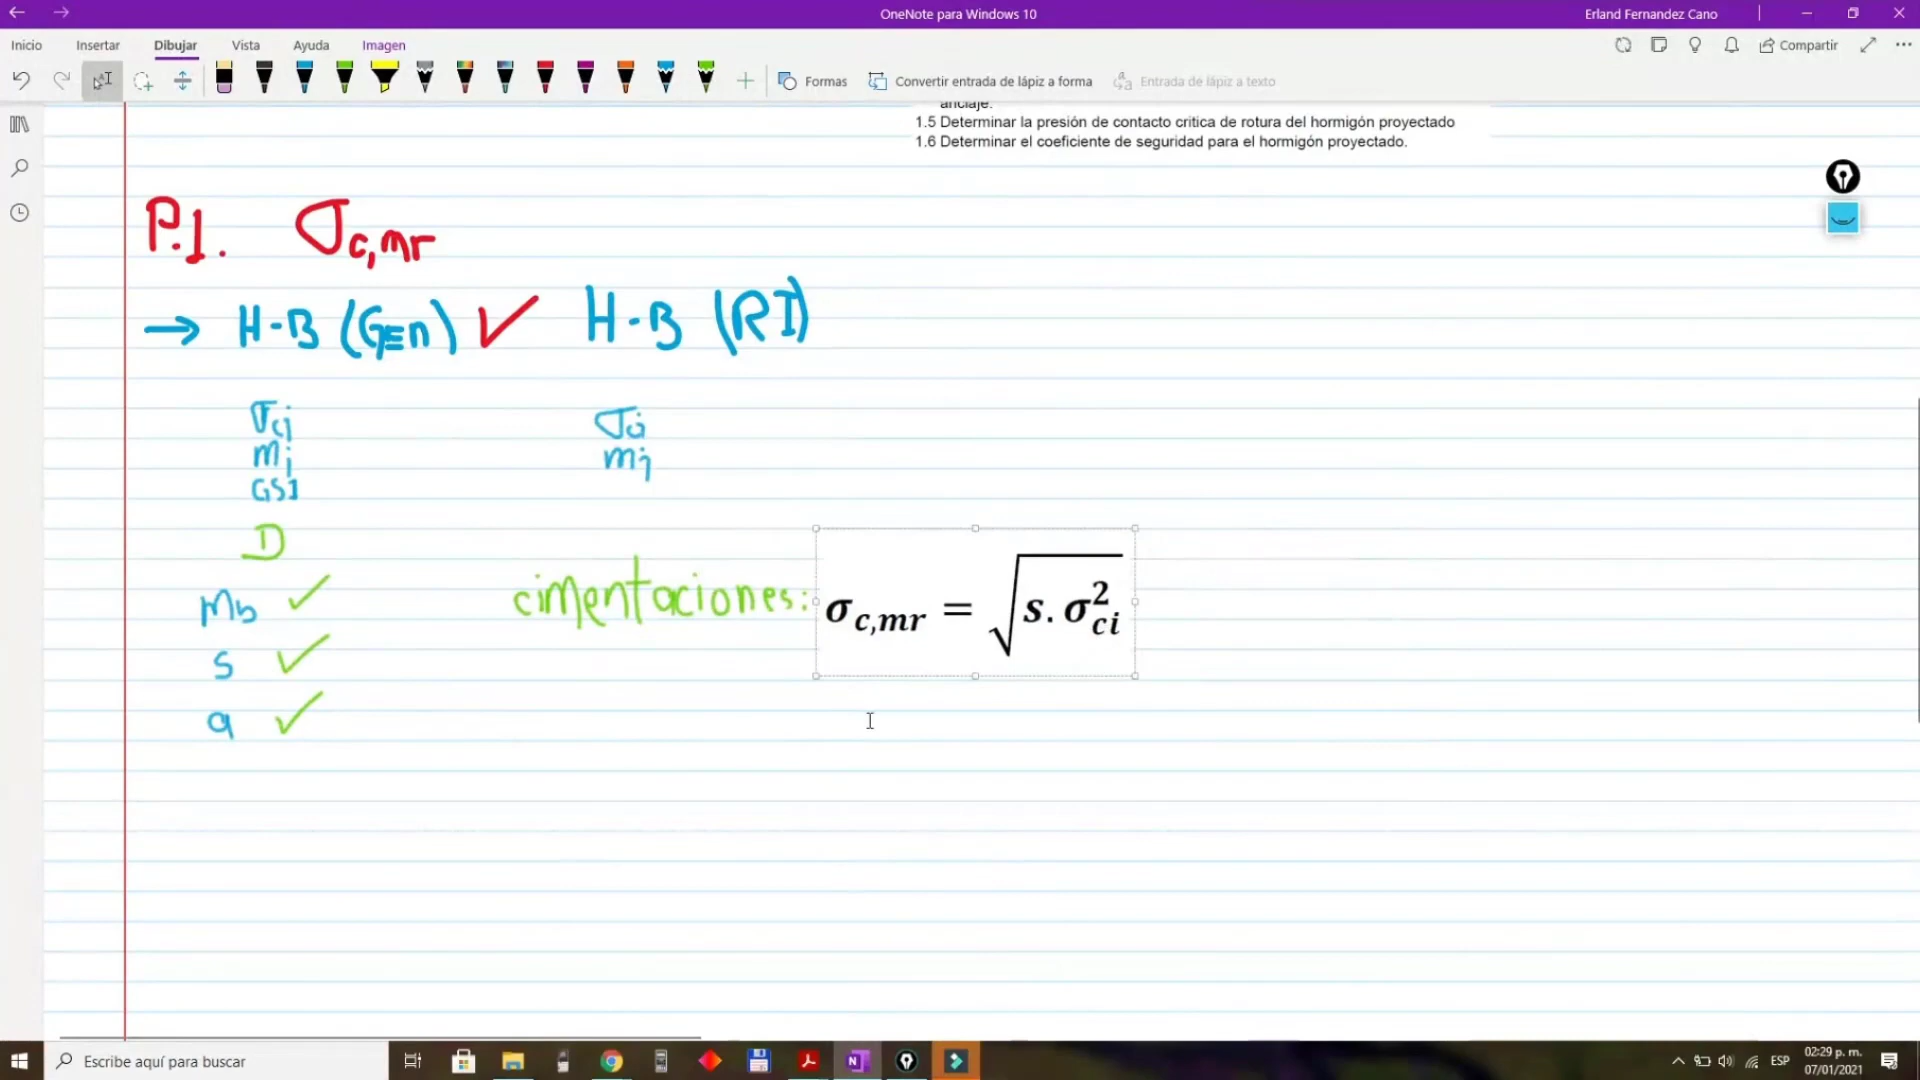 OneNote para Windows 10
Erland Fernandez Cano
Inicio Insertar Dibujar Vista Ayuda Imagen
Compartir
Formas Convertir entrada de lápiz a forma Entrada de lápiz a texto
anclaje.
1.5 Determinar la presión de contacto critica de rotura del hormigón proyectado
1.6 Determinar el coeficiente de seguridad para el hormigón proyectado.
P.I. σc,mr
→ H-B (GEn) ✓ H-B (RI)
σci σci
mi mi
GSI
D
mb ✓
cimentaciones: σc,mr = √s.σ²ci
s ✓
a ✓
Escribe aquí para buscar
ESP
02:29 p. m.
07/01/2021